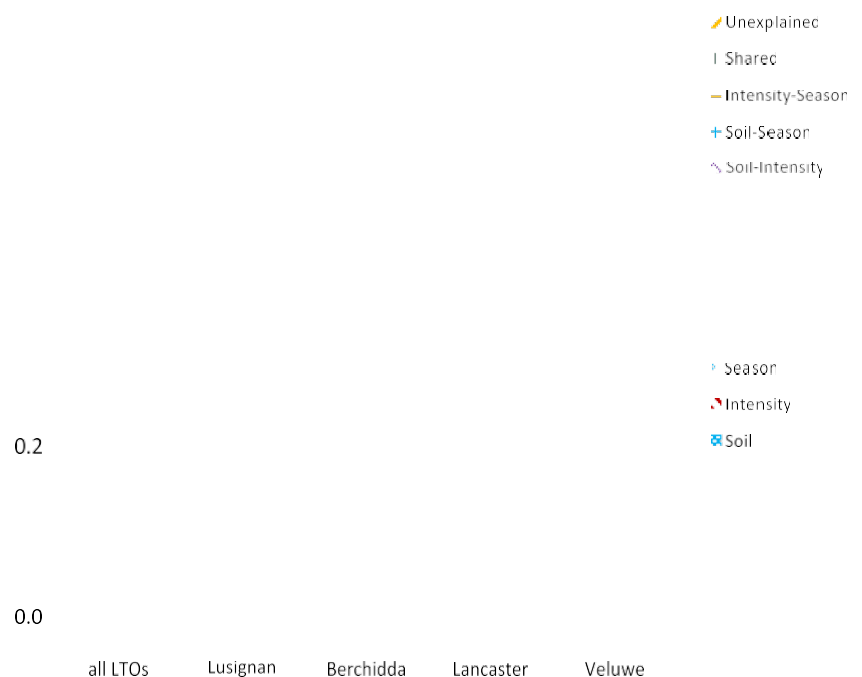 Unexplained
Shared
Intensity-Season
Soil-Season
Soil-Intensity
Season
Intensity
Soil
0.2
0.0
all LTOs Lusignan Berchidda Lancaster Veluwe